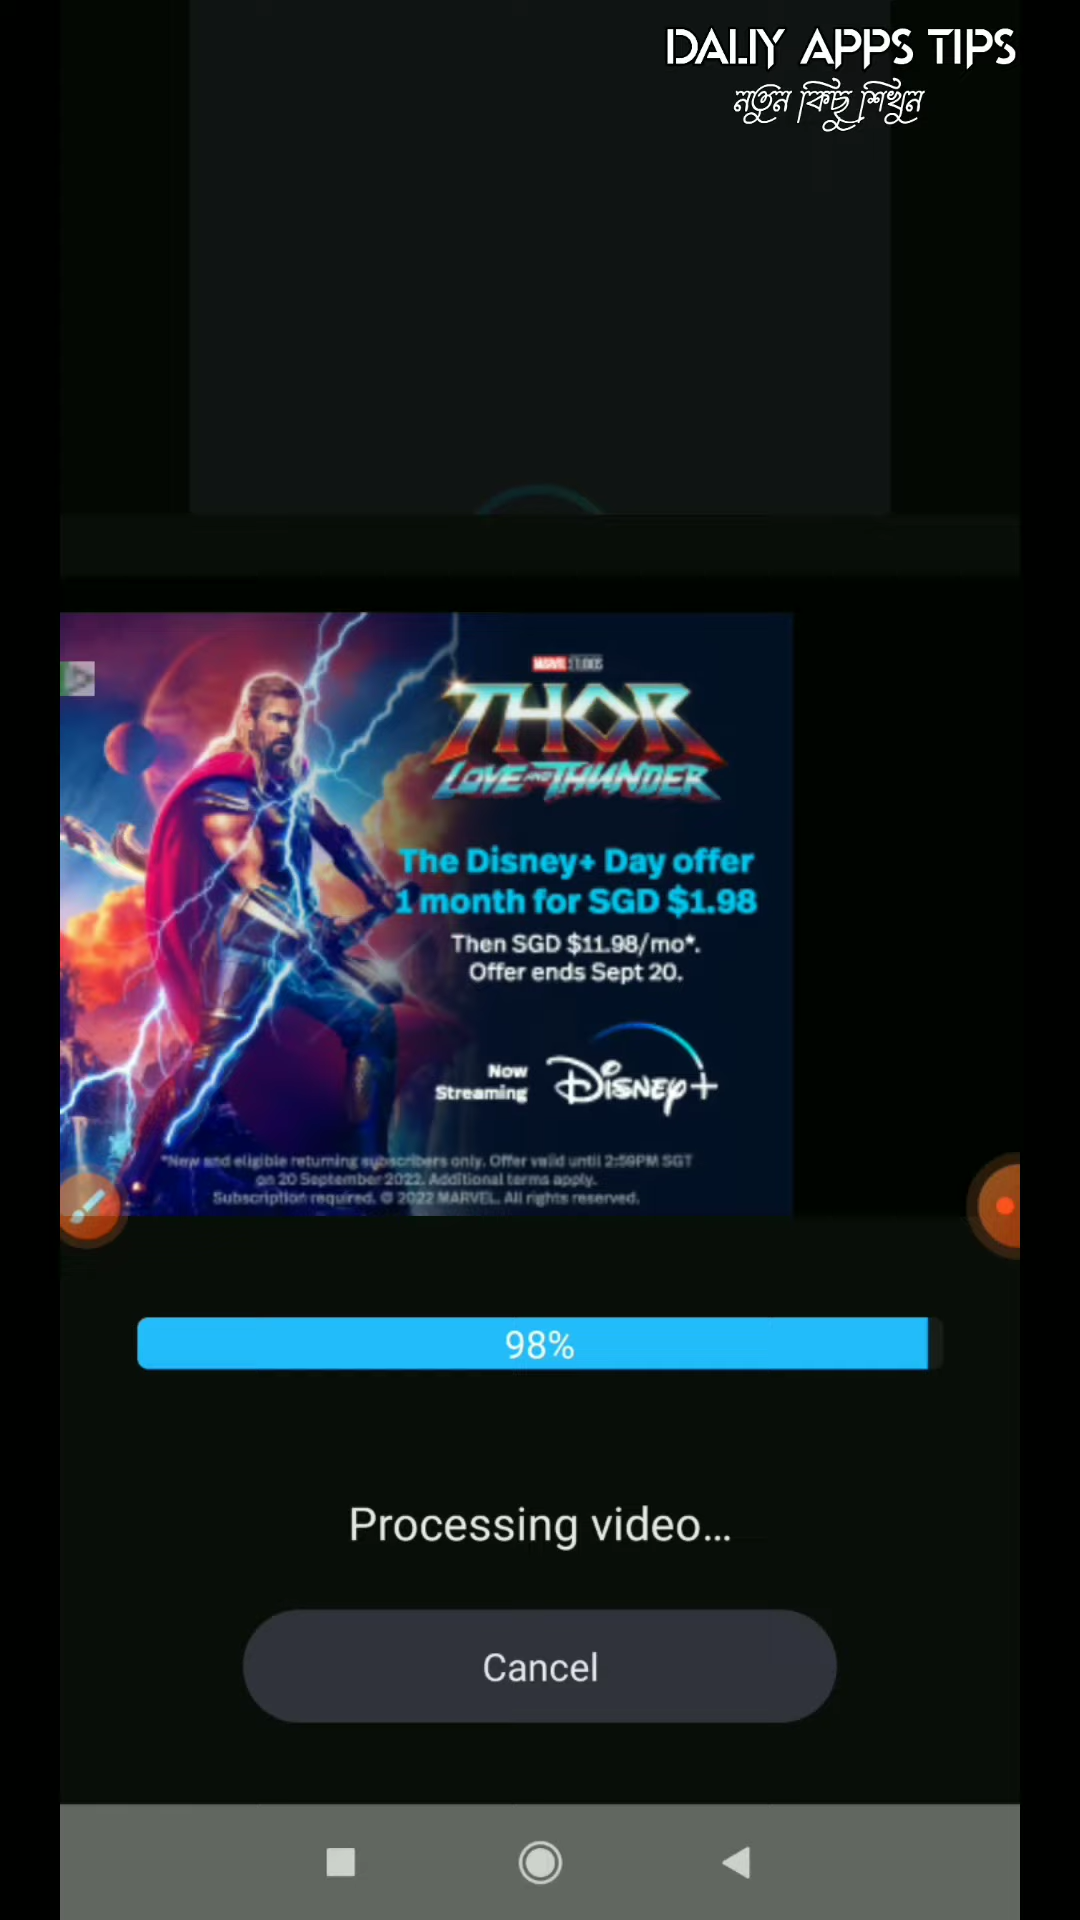 DALIY APPS TIPS
নতুন কিছু শিখুন
MARVEL STUDIOS
THOR
LOVE AND THUNDER
The Disney+ Day offer
1 month for SGD $1.98
Then SGD $11.98/mo*.
Offer ends Sept 20.
Now
Streaming
Disney+
*New and eligible returning subscribers only. Offer valid until 2:59PM SGT
on 20 September 2022. Additional terms apply.
Subscription required. © 2022 MARVEL. All rights reserved.
98%
Processing video...
Cancel